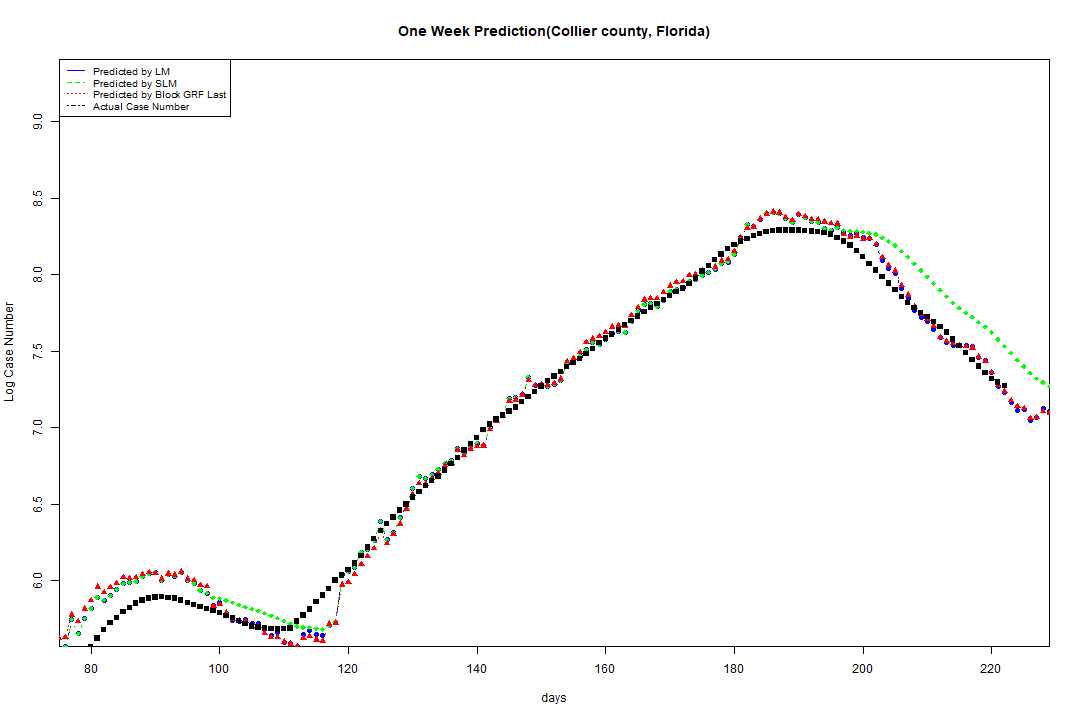 One Week Prediction(Collier county, Florida)
Predicted by LM
Predicted by SLM
Predicted by Block GRF Last
Actual Case Number
9.0
8.5
8.0
7.5
7.0
6.5
6.0
Log Case Number
80 100 120 140 160 180 200 220
days